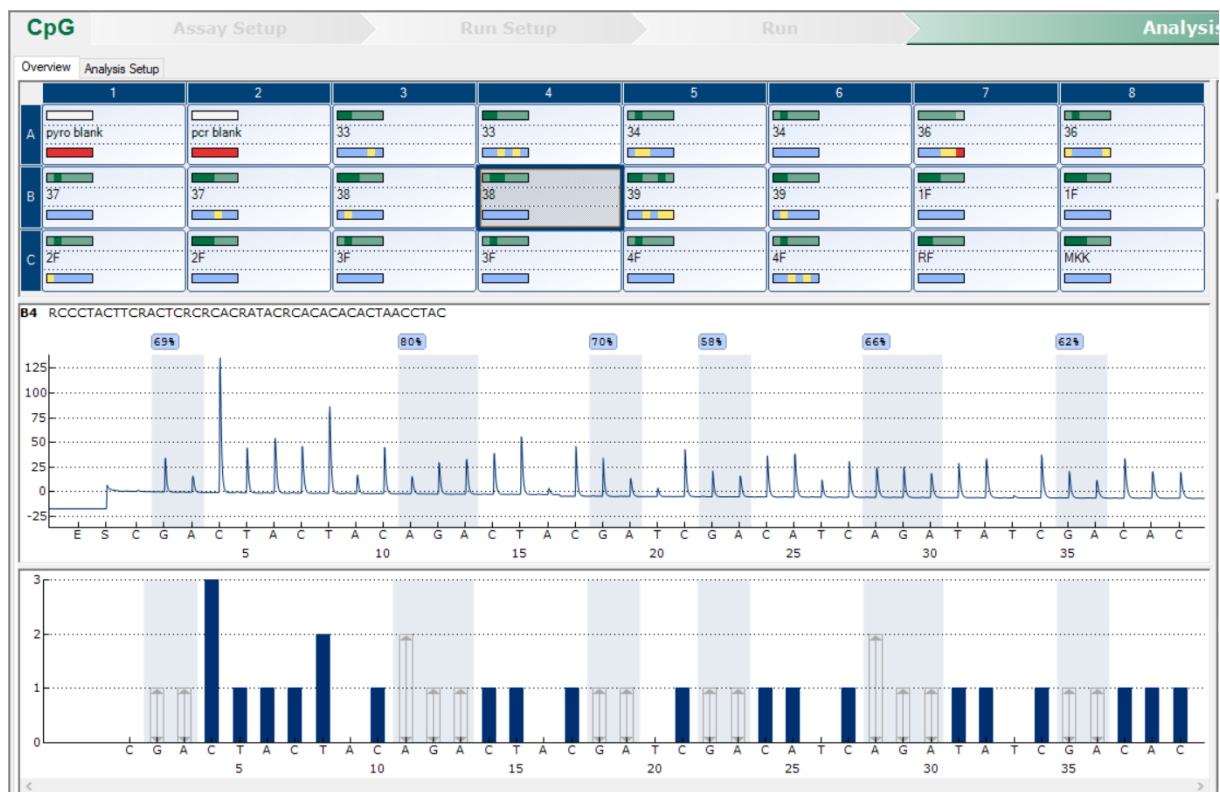 CpG Assay Setup Run Setup Run Analysis
Overview Analysis Setup
1 2 3 4 5 6 7 8
A pyro blank pcr blank 33 33 34 34 36 36
B 37 37 38 38 39 39 1F 1F
C 2F 2F 3F 3F 4F 4F RF MKK
B4 RCCCTACTTCRACTCRCRCACRATACRCACACACACTAACCTAC
69% 80% 70% 58% 66% 62%
125
100
75
50
25
0
-25
E S C G A C T A C T A C A G A C T A C G A T C G A C A T C A G A T A T C G A C A C
5 10 15 20 25 30 35
3
2
1
0
C G A C T A C T A C A G A C T A C G A T C G A C A T C A G A T A T C G A C A C
5 10 15 20 25 30 35